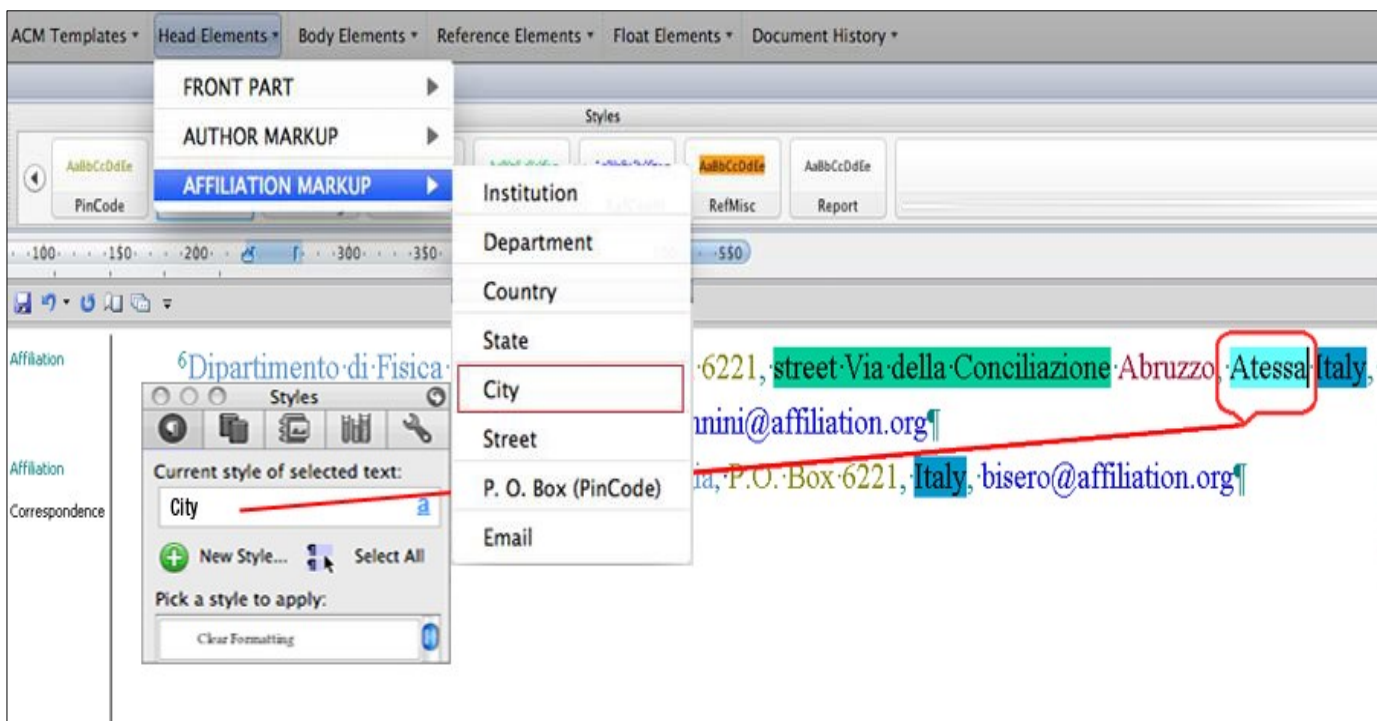 ACM Templates Head Elements Body Elements Reference Elements Float Elements Document History
FRONT PART
AUTHOR MARKUP
AFFILIATION MARKUP
Styles
AaBbCcDdEe AaBbCcDdEe AaBbCcDdEe
PinCode RefMisc Report
Institution
Department
Country
State
City
Street
P. O. Box (PinCode)
Email
·100· ·150· ·200· ·300· ·350· ·550
Affiliation
⁶Dipartimento·di·Fisica 6221, street·Via·della·Conciliazione·Abruzzo,·Atessa Italy,
nini@affiliation.org¶
Affiliation
ia,·P.O.·Box·6221,·Italy,·bisero@affiliation.org¶
Correspondence
Styles
Current style of selected text:
City a
New Style... Select All
Pick a style to apply:
Clear Formatting